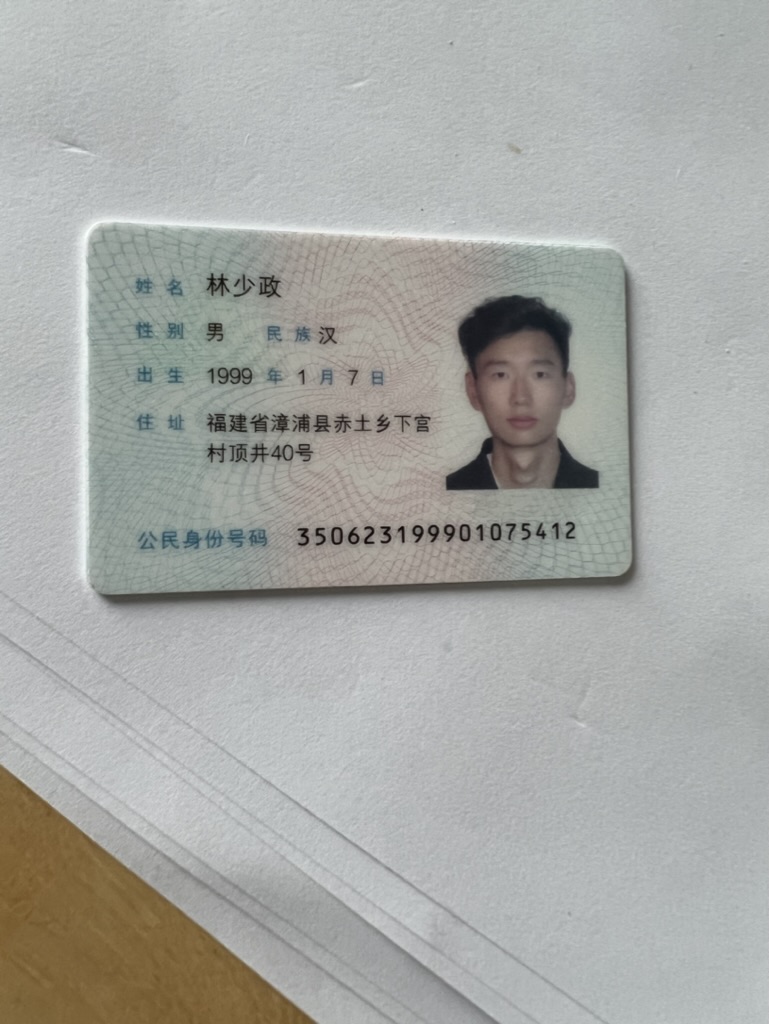 姓名 林少政
性别 男 民族 汉
出生 1999 年 1 月 7 日
住址 福建省漳浦县赤土乡下宫
村顶井40号
公民身份号码 350623199901075412